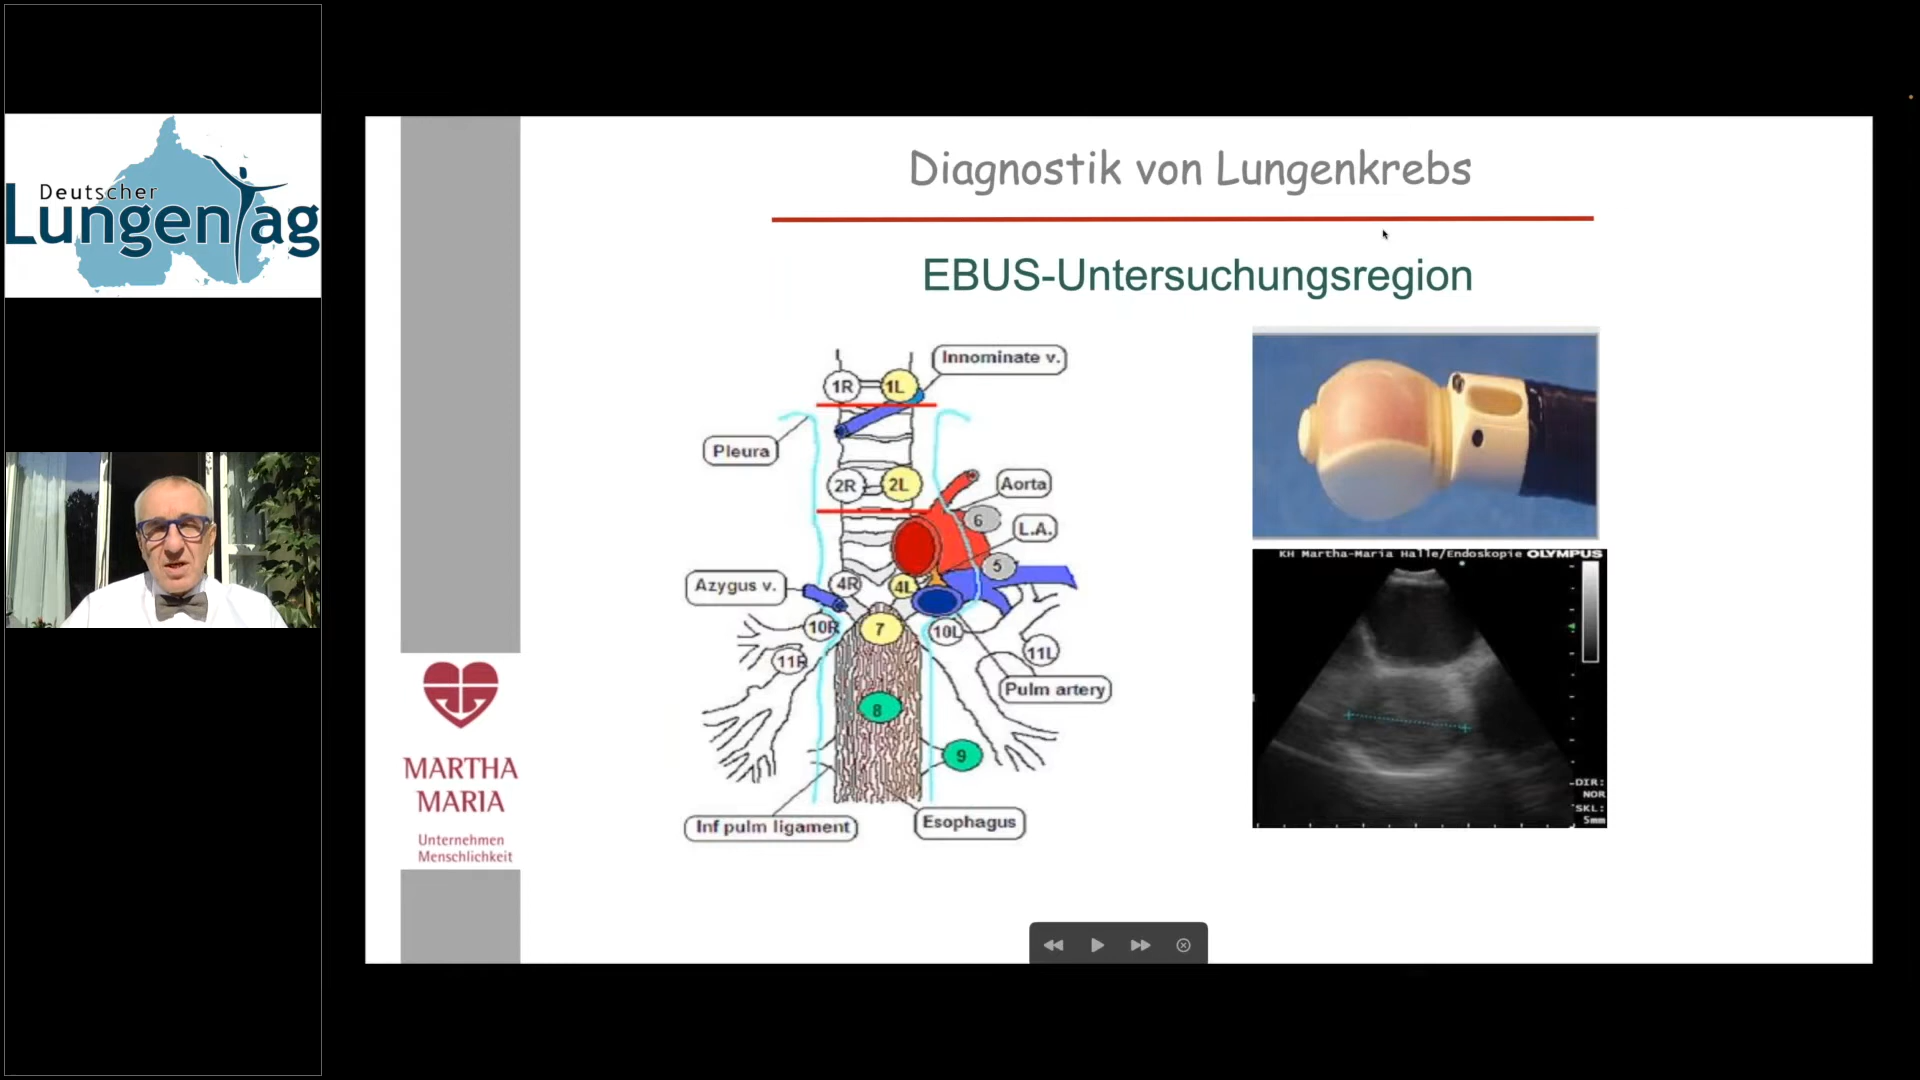 Deutscher
LungenTag
Diagnostik von Lungenkrebs
EBUS-Untersuchungsregion
MARTHA
MARIA
Unternehmen
Menschlichkeit
Innominate v.
1R
1L
Pleura
2R
2L
Aorta
6
L.A.
5
Azygus v.
4R
4L
10R
7
10L
11R
11L
Pulm artery
8
9
Inf pulm ligament
Esophagus
KH Martha-Maria Halle/Endoskopie OLYMPUS
DIR:
NOR
SKL:
5mm